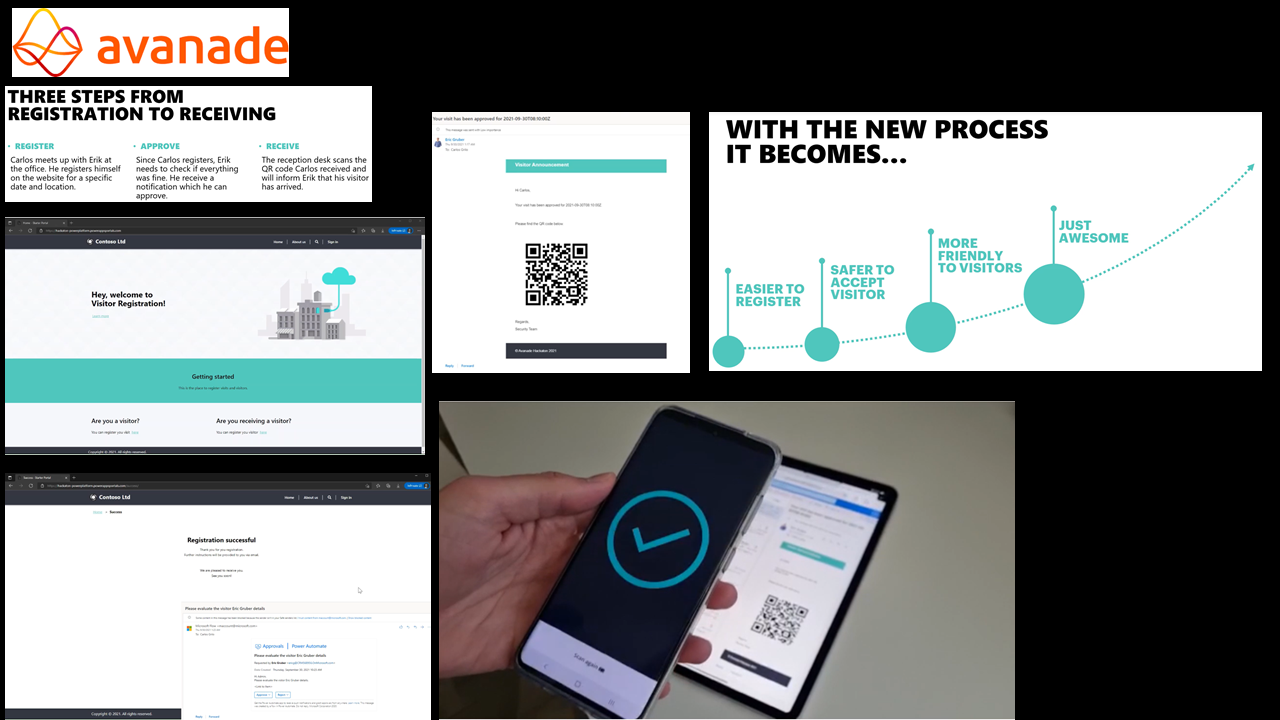 avanade
THREE STEPS FROM
REGISTRATION TO RECEIVING
REGISTER
Carlos meets up with Erik at
the office. He registers himself
on the website for a specific
date and location.
APPROVE
Since Carlos registers, Erik
needs to check if everything
was fine. He receive a
notification which he can
approve.
RECEIVE
The reception desk scans the
QR code Carlos received and
will inform Erik that his visitor
has arrived.
Contoso Ltd
Home | About us | Sign in
Hey, welcome to
Visitor Registration!
Getting started
This is the place to register visits and visitors.
Are you a visitor?
You can register you visit here
Are you receiving a visitor?
You can register you visitor here
Copyright © 2021. All rights reserved.
Contoso Ltd
Home | About us | Sign in
Home Success
Registration successful
Thank you for you registration.
Further instructions will be provided to you via email.
We are pleased to receive you.
See you soon!!
Please evaluate the visitor Eric Gruber details
Approvals | Power Automate
Please evaluate the visitor Eric Gruber details
Requested by Eric Gruber
Please evaluate the visitor Eric Gruber details
Approve
Reject
Reply
Forward
Copyright © 2021. All rights reserved.
Your visit has been approved for 2021-09-30T08:10:00Z
Eric Gruber
Visitor Announcement
Hi Carlos,
Your visit has been approved for 2021-09-30T08:10:00Z
Please find the QR code below.
Regards,
Security Team
© Avanade Hackaton 2021
Reply
Forward
WITH THE NEW PROCESS
IT BECOMES...
EASIER TO
REGISTER
SAFER TO
ACCEPT
VISITOR
MORE
FRIENDLY
TO VISITORS
JUST
AWESOME
Scan again